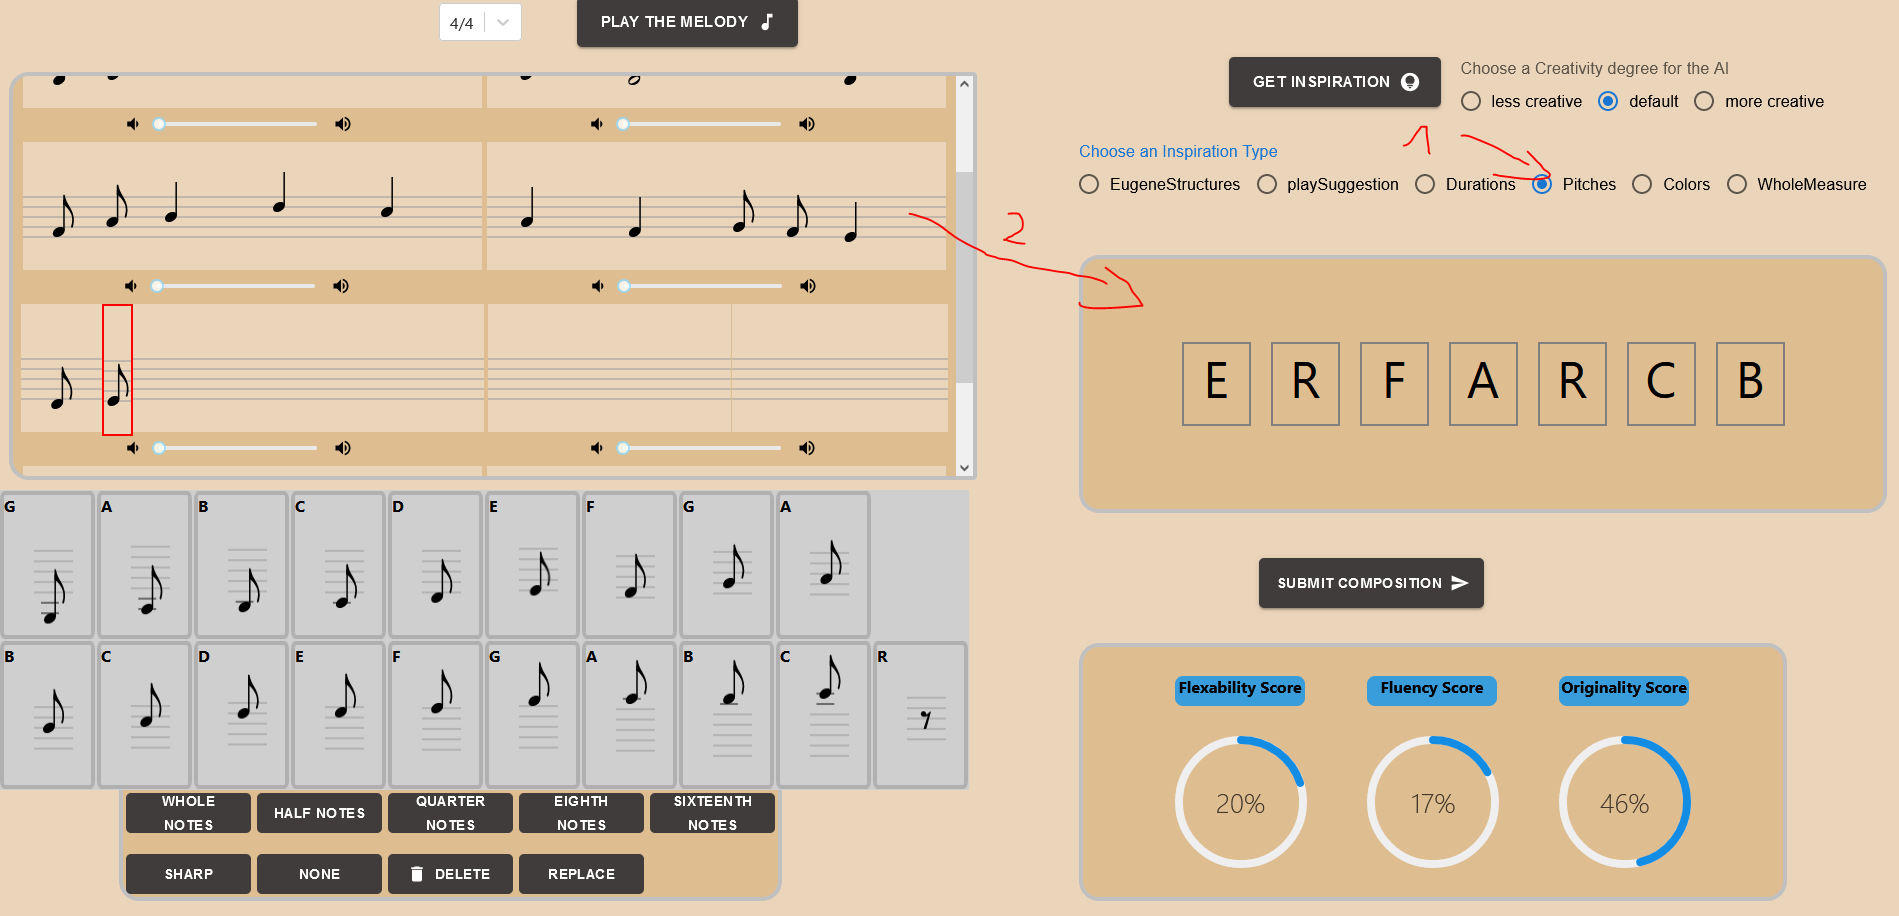 4/4
PLAY THE MELODY
GET INSPIRATION
Choose a Creativity degree for the AI
less creative default more creative
1
Choose an Inspiration Type
EugeneStructures playSuggestion Durations Pitches Colors WholeMeasure
2
E R F A R C B
G A B C D E F G A
B C D E F G A B C R
WHOLE NOTES
HALF NOTES
QUARTER NOTES
EIGHTH NOTES
SIXTEENTH NOTES
SHARP NONE DELETE REPLACE
SUBMIT COMPOSITION
Flexability Score Fluency Score Originality Score
20% 17% 46%